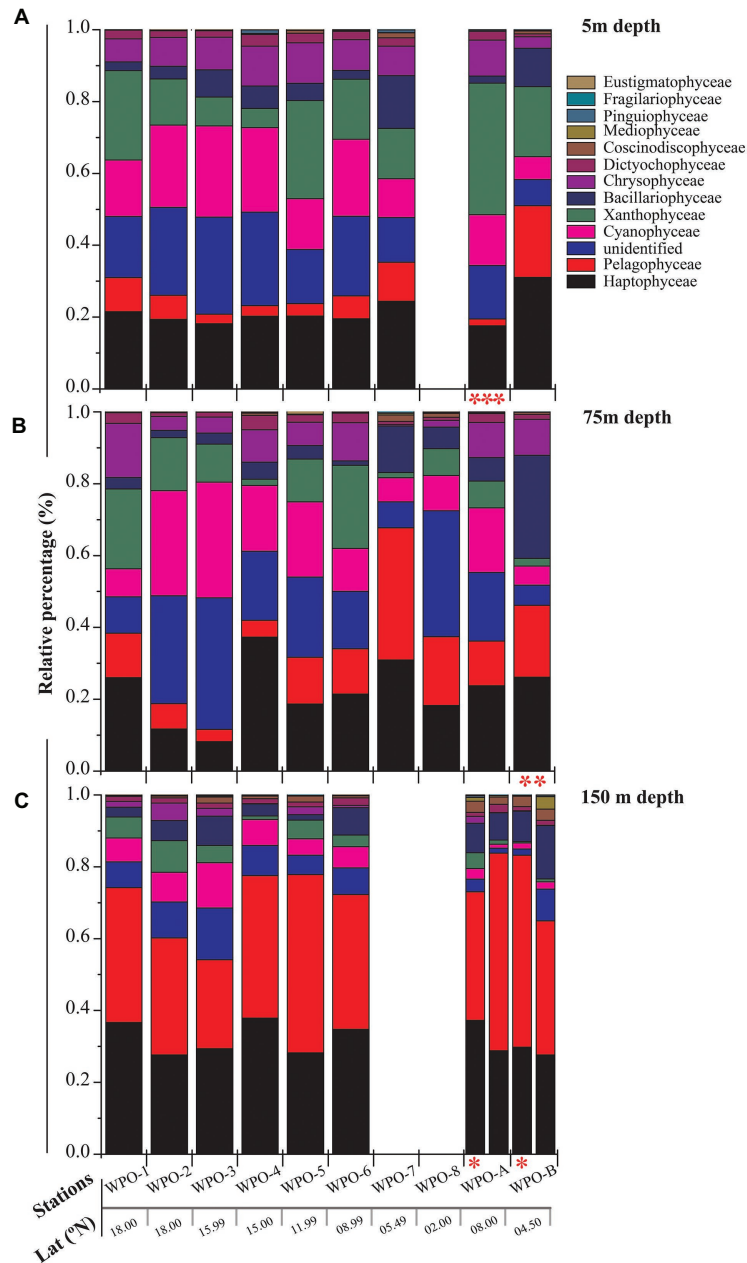 A
5m depth
1.0
0.8
0.6
0.4
0.2
0.0
***
Eustigmatophyceae
Fragilariophyceae
Pinguiophyceae
Mediophyceae
Coscinodiscophyceae
Dictyochophyceae
Chrysophyceae
Bacillariophyceae
Xanthophyceae
Cyanophyceae
unidentified
Pelagophyceae
Haptophyceae
B
75m depth
1.0
0.8
0.6
0.4
0.2
0.0
**
Relative percentage (%)
C
150 m depth
1.0
0.8
0.6
0.4
0.2
0.0
* *
Stations WPO-1 WPO-2 WPO-3 WPO-4 WPO-5 WPO-6 WPO-7 WPO-8 WPO-A WPO-B
Lat (ºN) 18.00 18.00 15.99 15.00 11.99 08.99 05.49 02.00 08.00 04.50